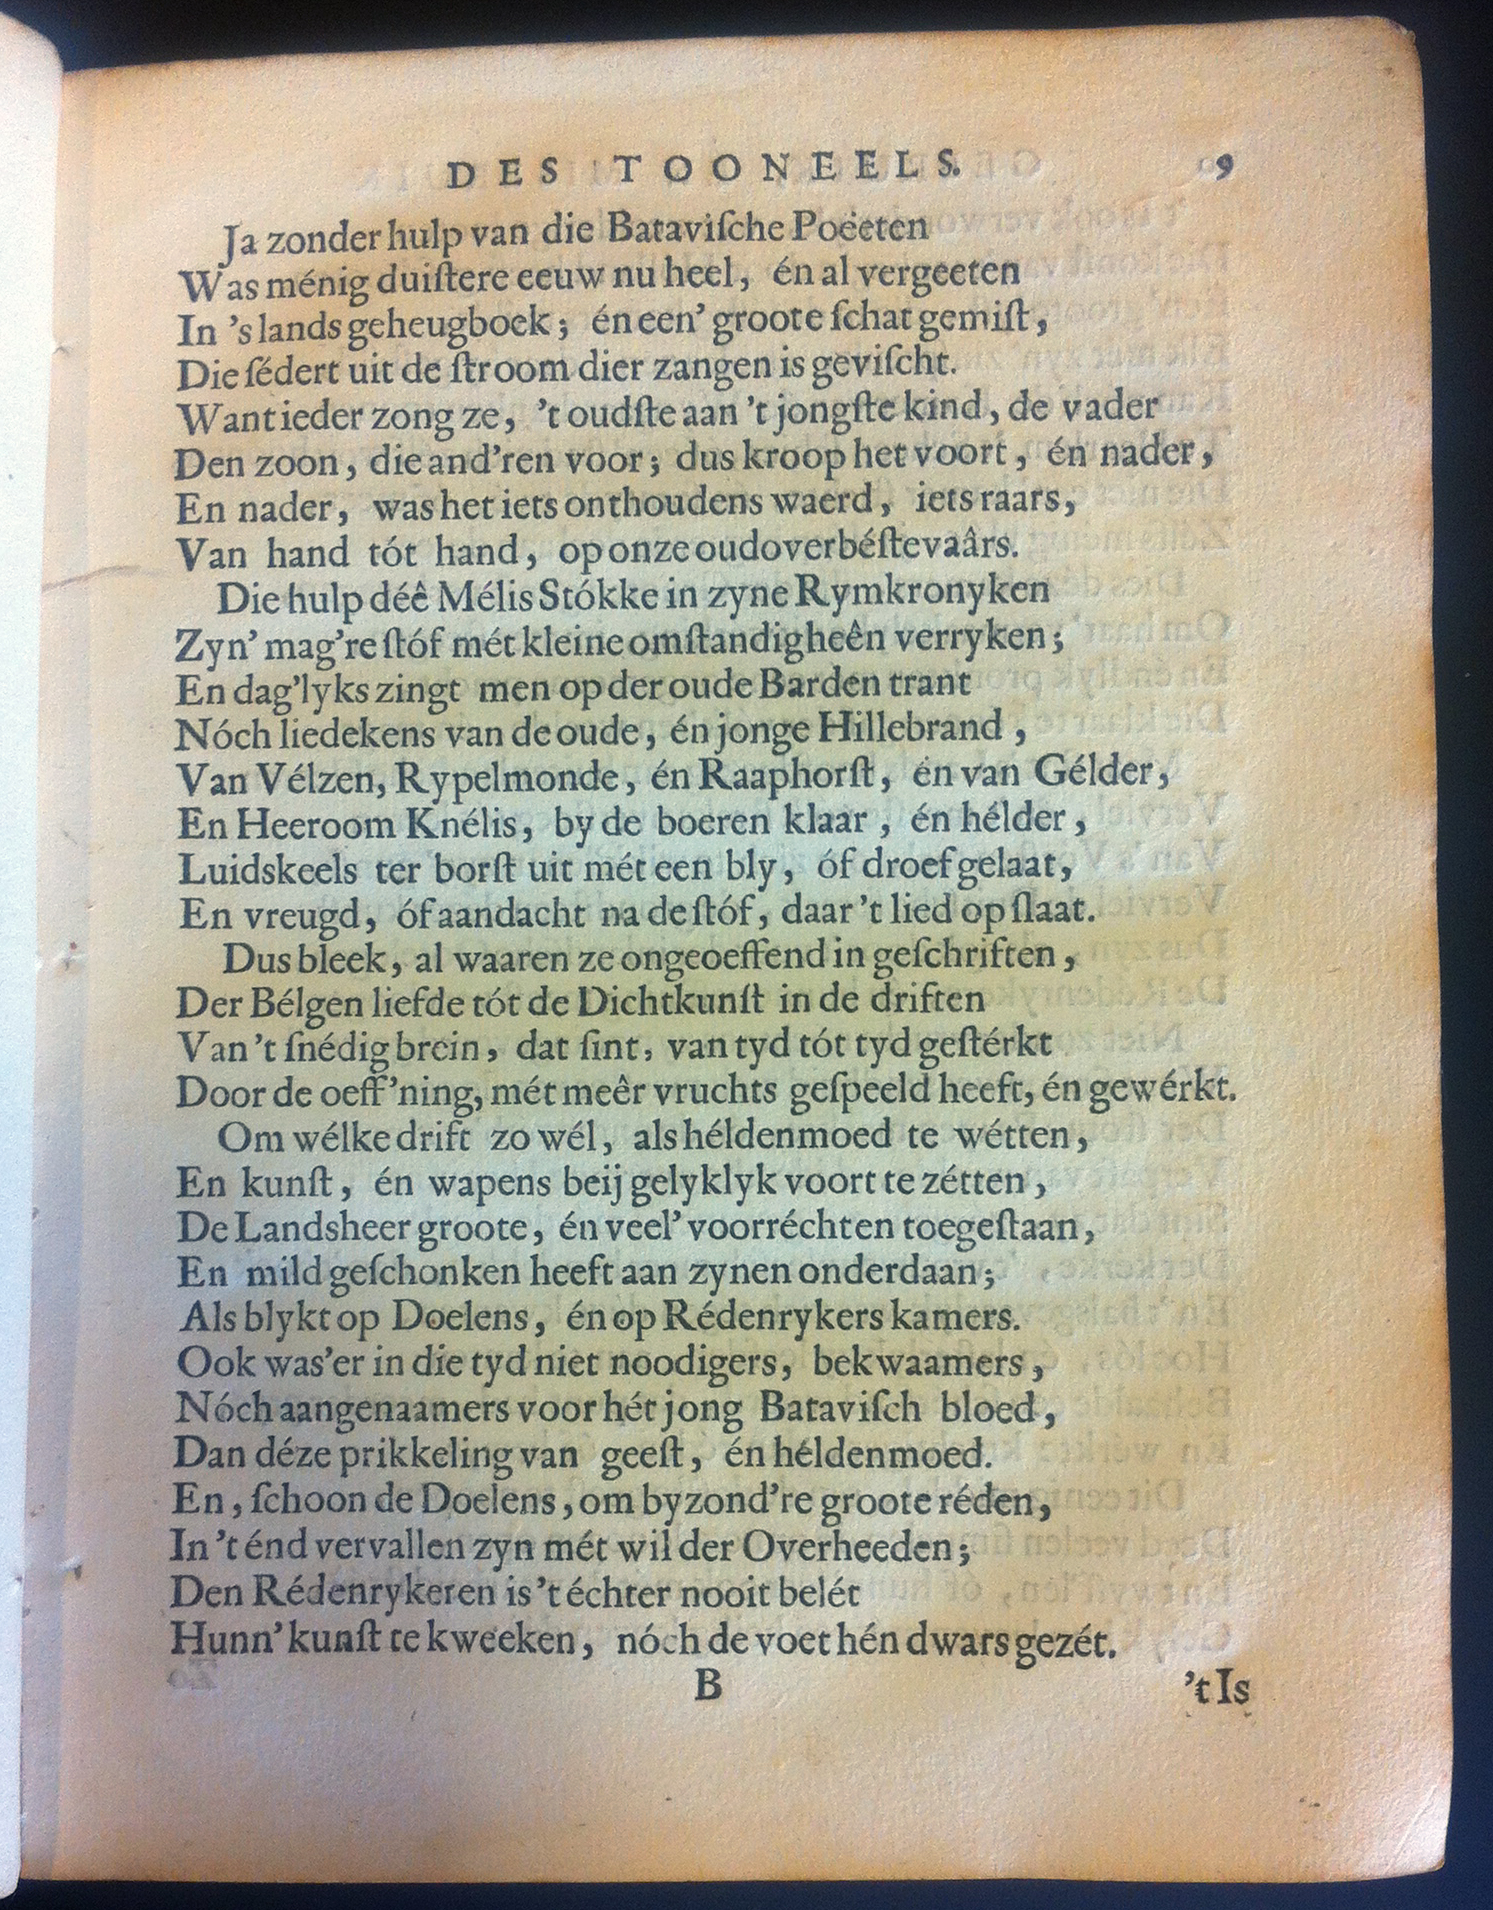 DES TOONEELS. 9
Ja zonder hulp van die Bataviſche Poëeten
Was ménig duiſtere eeuw nu heel, én al vergeeten
In 's lands geheugboek; én een' groote ſchat gemiſt,
Die ſédert uit de ſtroom dier zangen is geviſcht.
Want ieder zong ze, 't oudſte aan 't jongſte kind, de vader
Den zoon, die and'ren voor; dus kroop het voort, én nader,
En nader, was het iets onthoudens waerd, iets raars,
Van hand tót hand, op onze oudoverbéſtevaârs.
Die hulp déê Mélis Stókke in zyne Rymkronyken
Zyn' mag're ſtóf mét kleine omſtandigheên verryken;
En dag'lyks zingt men op der oude Barden trant
Nóch liedekens van de oude, én jonge Hillebrand,
Van Vélzen, Rypelmonde, én Raaphorſt, én van Gélder,
En Heeroom Knélis, by de boeren klaar, én hélder,
Luidskeels ter borſt uit mét een bly, óf droef gelaat,
En vreugd, óf aandacht na de ſtóf, daar 't lied op ſlaat.
Dus bleek, al waaren ze ongeoeffend in geſchriften,
Der Bélgen liefde tót de Dichtkunſt in de driften
Van 't ſnédig brein, dat ſint, van tyd tót tyd geſtérkt
Door de oeff'ning, mét meêr vruchts geſpeeld heeft, én gewérkt.
Om wélke drift zo wél, als héldenmoed te wétten,
En kunſt, én wapens beij gelyklyk voort te zétten,
De Landsheer groote, én veel' voorréchten toegeſtaan,
En mild geſchonken heeft aan zynen onderdaan;
Als blykt op Doelens, én op Rédenrykers kamers.
Ook was'er in die tyd niet noodigers, bekwaamers,
Nóch aangenaamers voor hét jong Bataviſch bloed,
Dan déze prikkeling van geeſt, én héldenmoed.
En, ſchoon de Doelens, om byzond're groote réden,
In 't énd vervallen zyn mét wil der Overheeden;
Den Rédenrykeren is 't échter nooit belét
Hunn' kunſt te kweeken, nóch de voet hén dwars gezét.
B 't Is